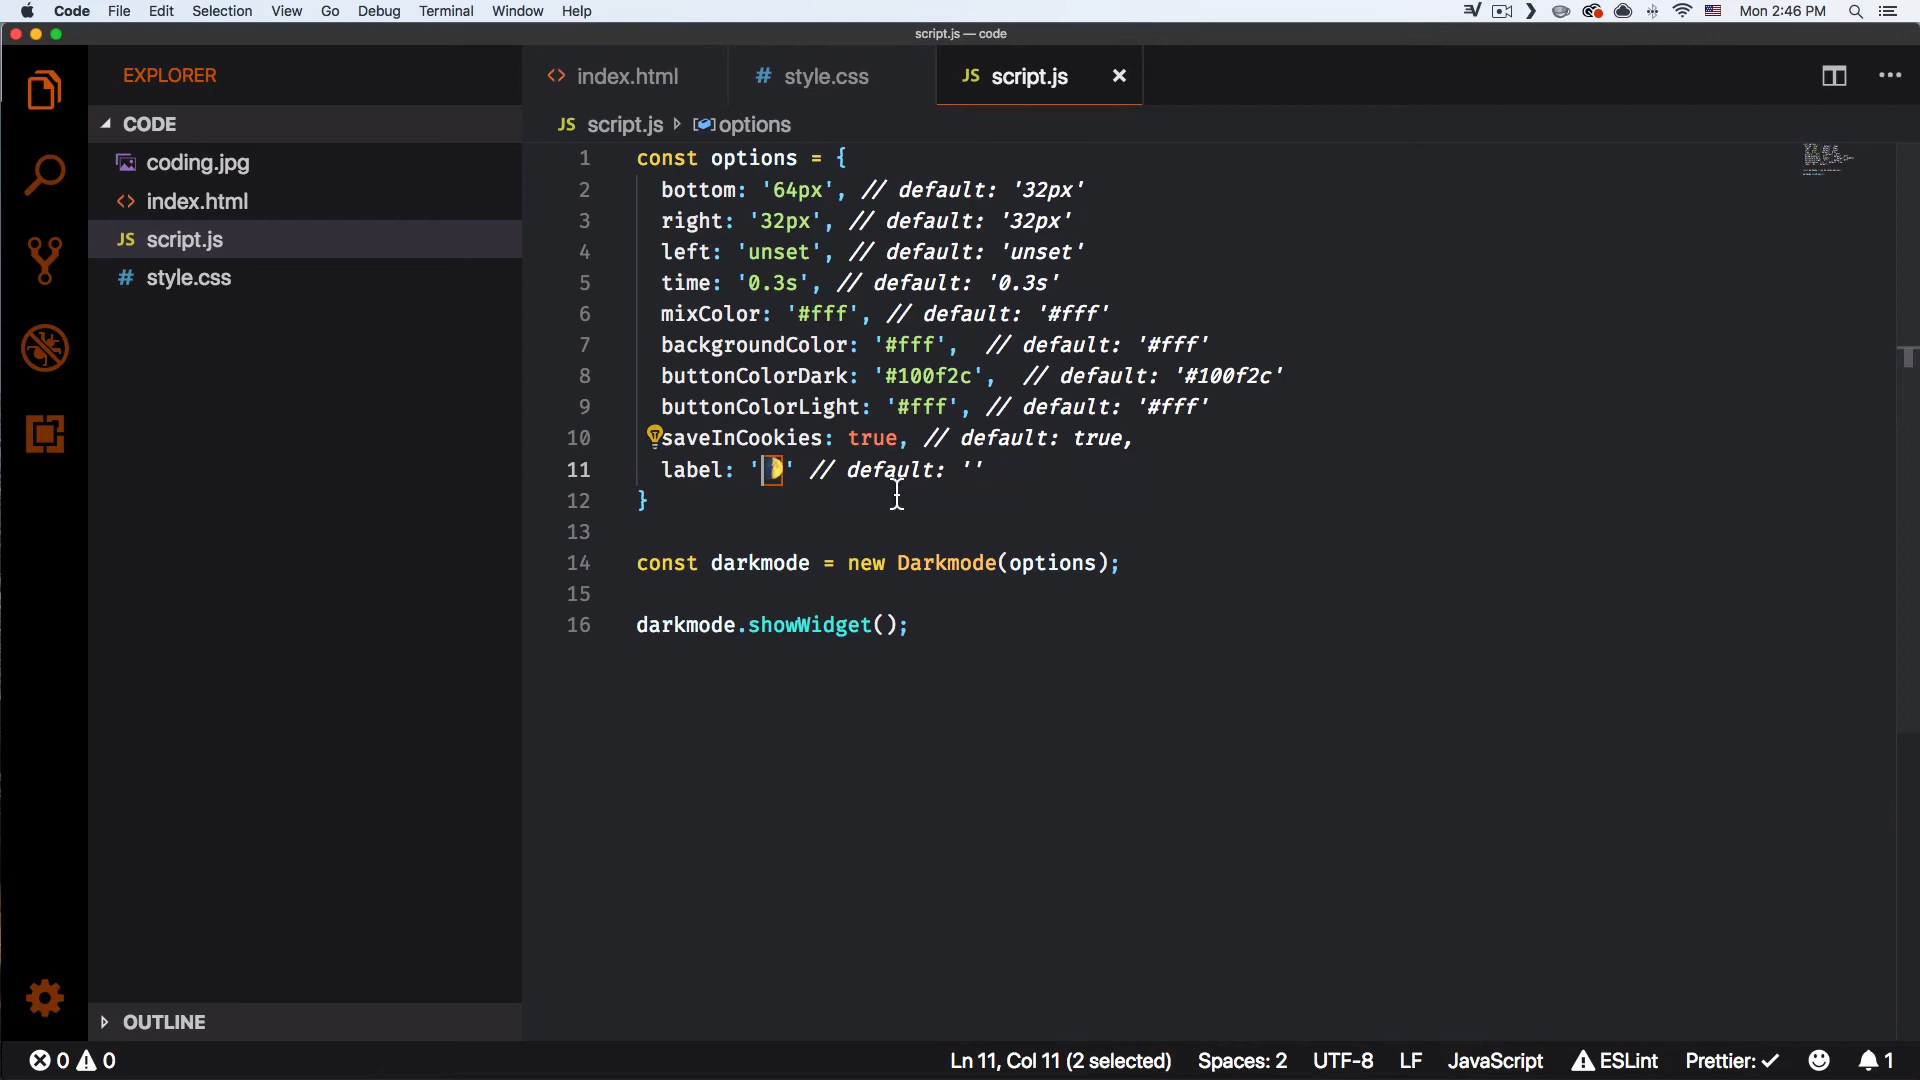 Code File Edit Selection View Go Debug Terminal Window Help Mon 2:46 PM
script.js — code
EXPLORER
CODE
coding.jpg
index.html
JS script.js
# style.css
OUTLINE
<> index.html # style.css JS script.js ×
JS script.js options
1 const options = {
2 bottom: '64px', // default: '32px'
3 right: '32px', // default: '32px'
4 left: 'unset', // default: 'unset'
5 time: '0.3s', // default: '0.3s'
6 mixColor: '#fff', // default: '#fff'
7 backgroundColor: '#fff',  // default: '#fff'
8 buttonColorDark: '#100f2c',  // default: '#100f2c'
9 buttonColorLight: '#fff', // default: '#fff'
10 saveInCookies: true, // default: true,
11 label: '🌓' // default: ''
12 }
13
14 const darkmode = new Darkmode(options);
15
16 darkmode.showWidget();
0 0 Ln 11, Col 11 (2 selected) Spaces: 2 UTF-8 LF JavaScript ESLint Prettier: ✓ 1